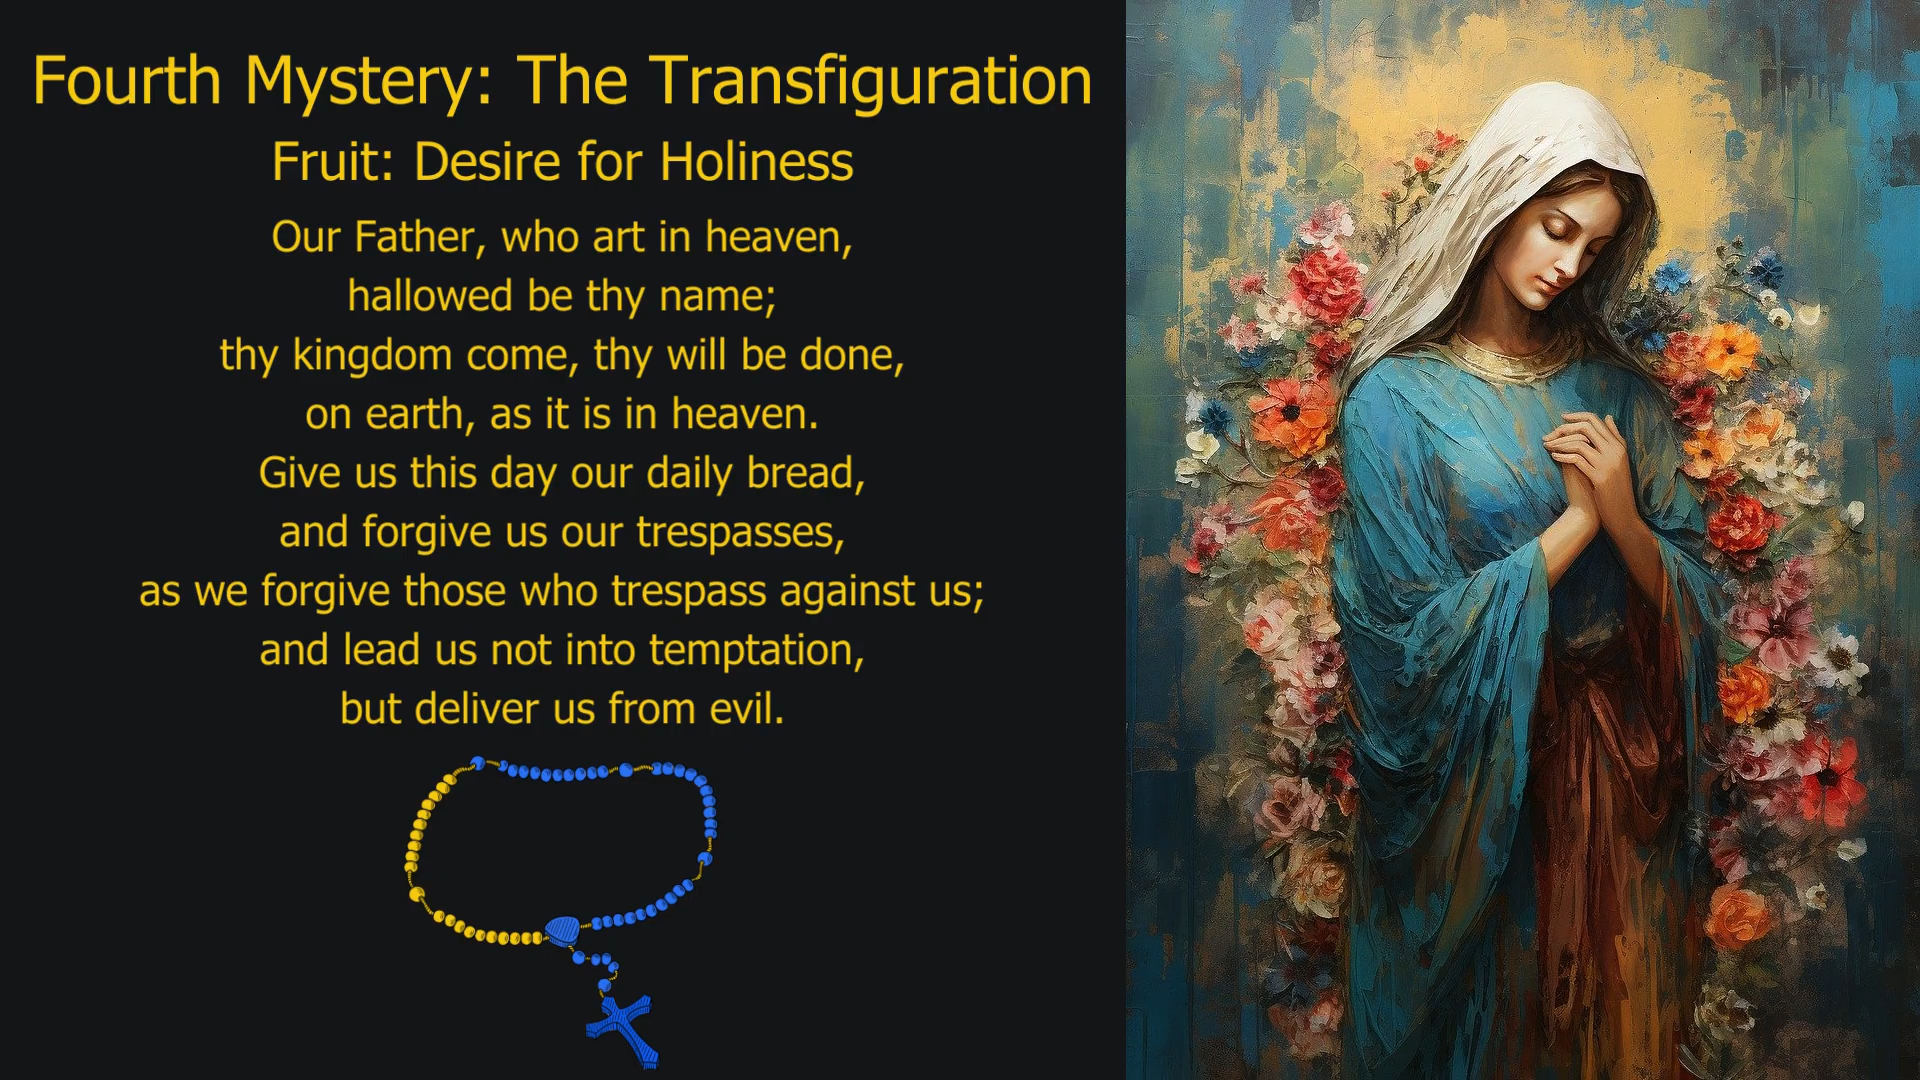 Fourth Mystery: The Transfiguration
Fruit: Desire for Holiness
Our Father, who art in heaven,
hallowed be thy name;
thy kingdom come, thy will be done,
on earth, as it is in heaven.
Give us this day our daily bread,
and forgive us our trespasses,
as we forgive those who trespass against us;
and lead us not into temptation,
but deliver us from evil.